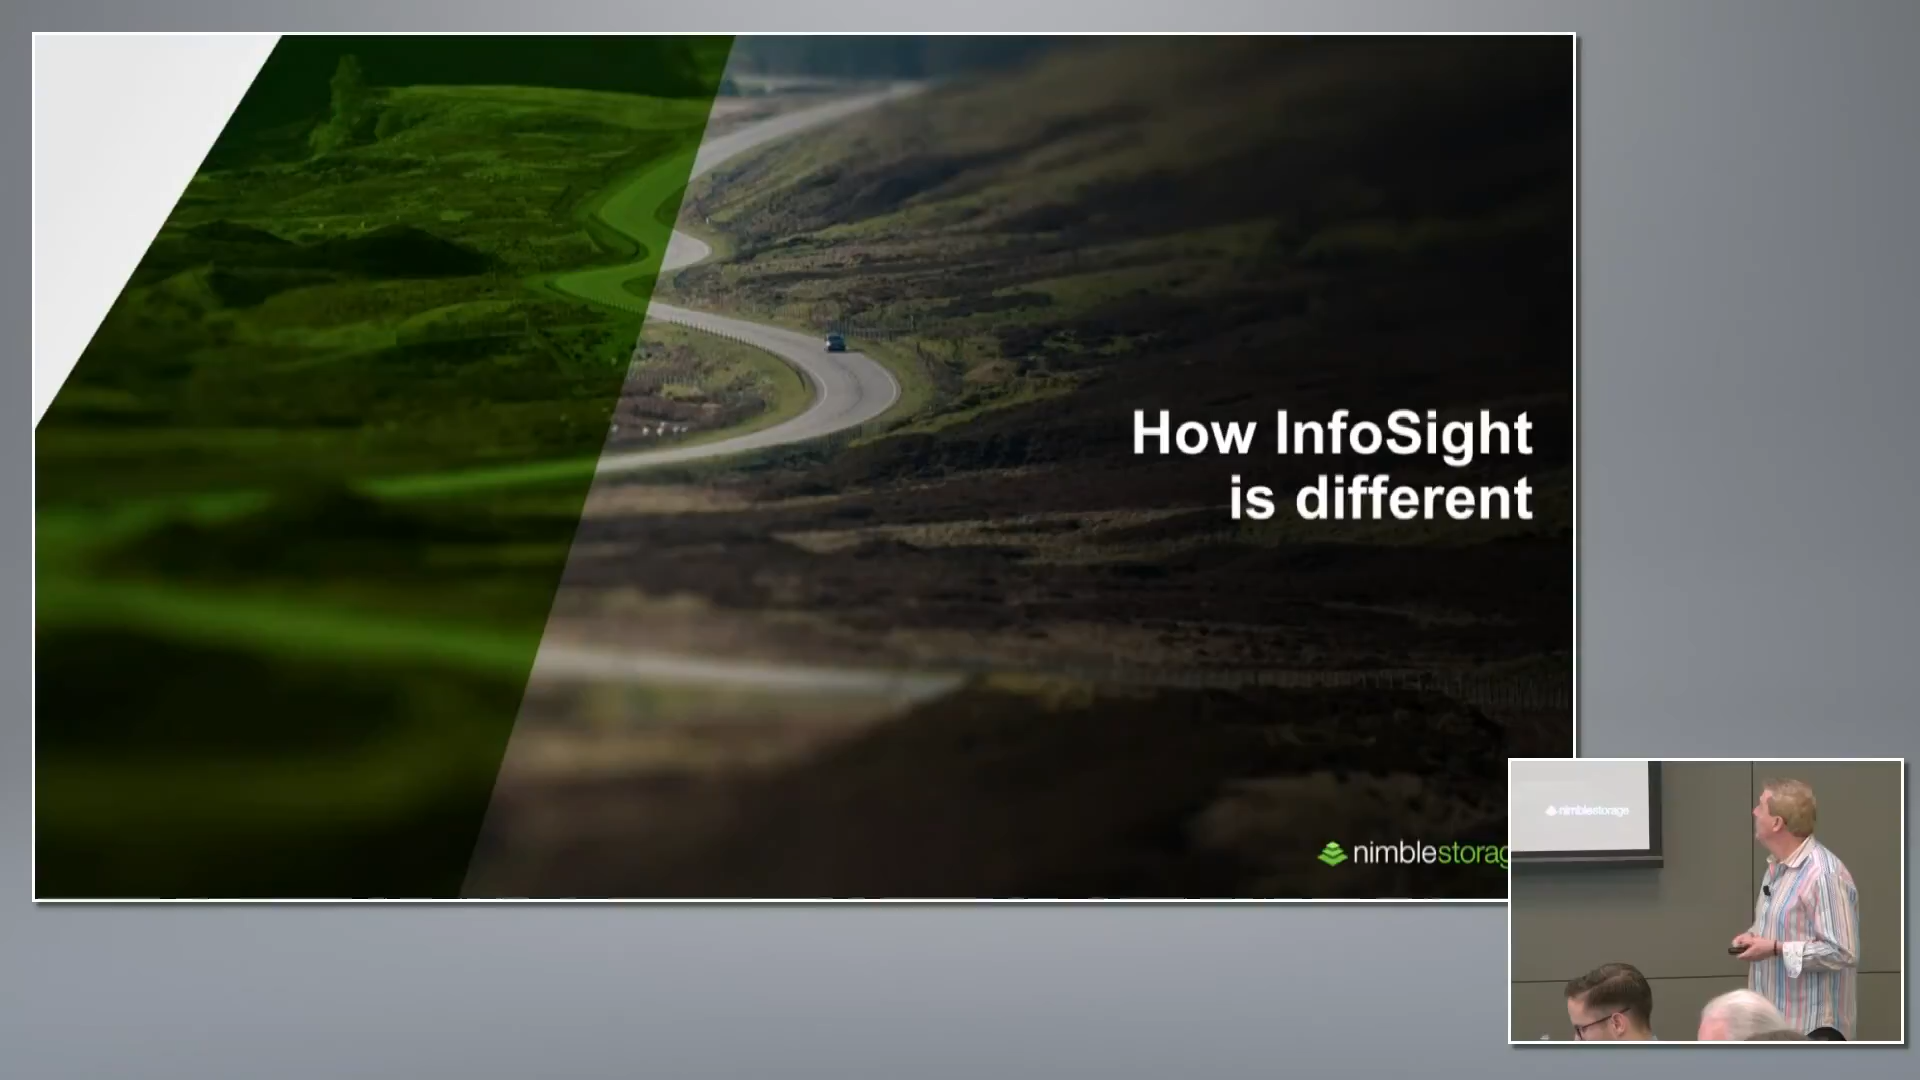 How InfoSight
is different
nimblestorag
nimblestorage